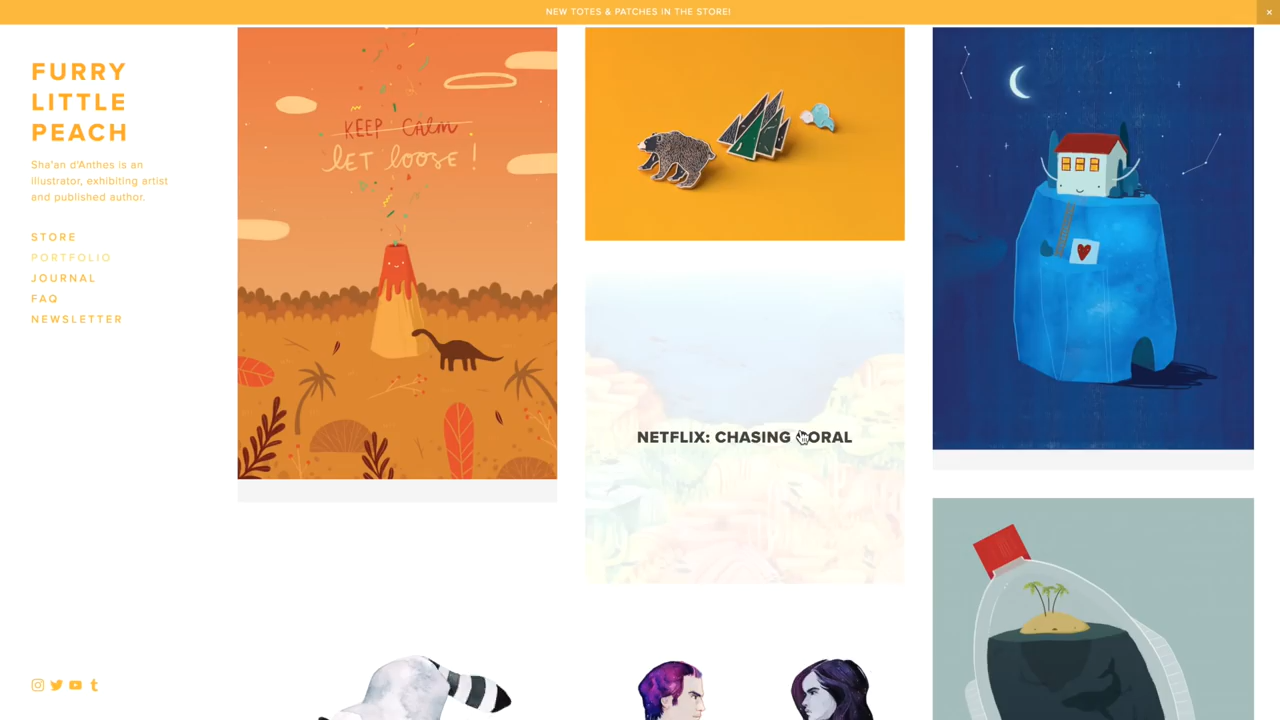 NEW TOTES & PATCHES IN THE STORE!
×
FURRY
LITTLE
PEACH
Sha'an d'Anthes is an
illustrator, exhibiting artist
and published author.
STORE
PORTFOLIO
JOURNAL
FAQ
NEWSLETTER
KEEP CALM
LET LOOSE!
NETFLIX: CHASING CORAL